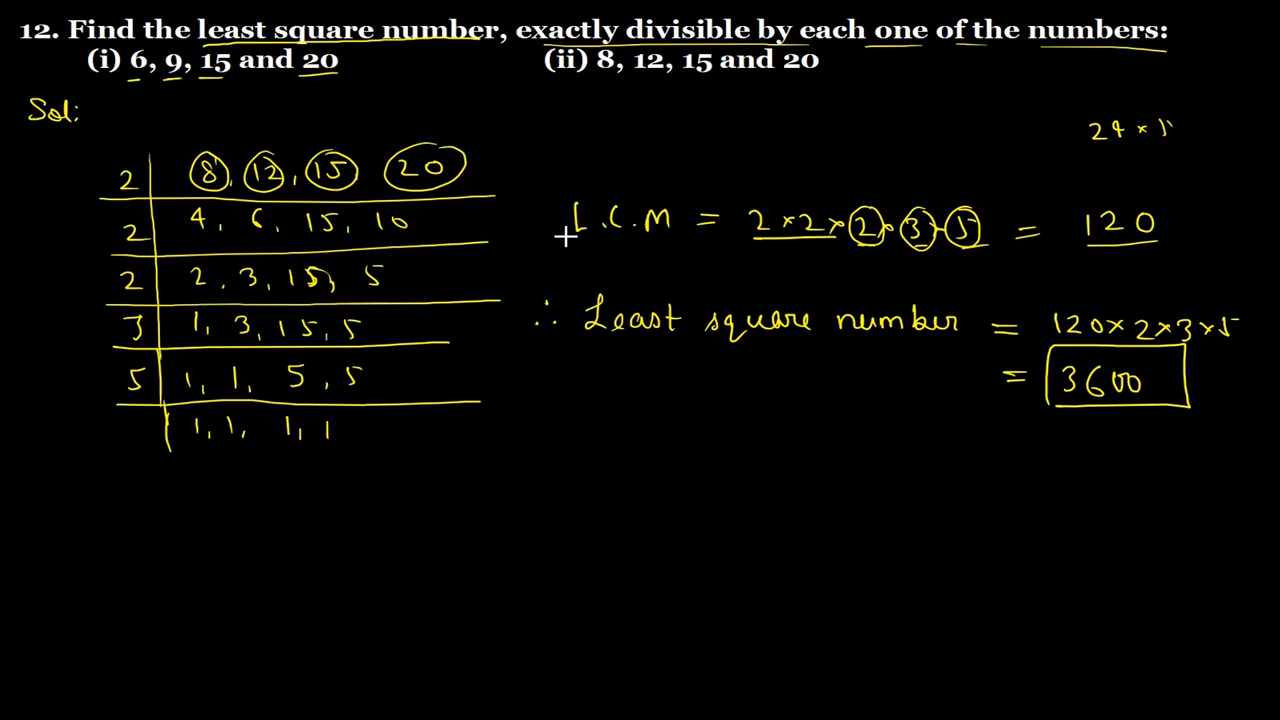 12. Find the least square number, exactly divisible by each one of the numbers:
(i) 6, 9, 15 and 20 (ii) 8, 12, 15 and 20
Sol:
2 | 8, 12, 15 20
2 | 4, 6, 15, 10
2 | 2, 3, 15, 5
3 | 1, 3, 15, 5
5 | 1, 1, 5, 5
| 1, 1, 1, 1
24 ×
L.C.M = 2×2×2×3×5 = 120
∴ Least square number = 120×2×3×5
= 3600